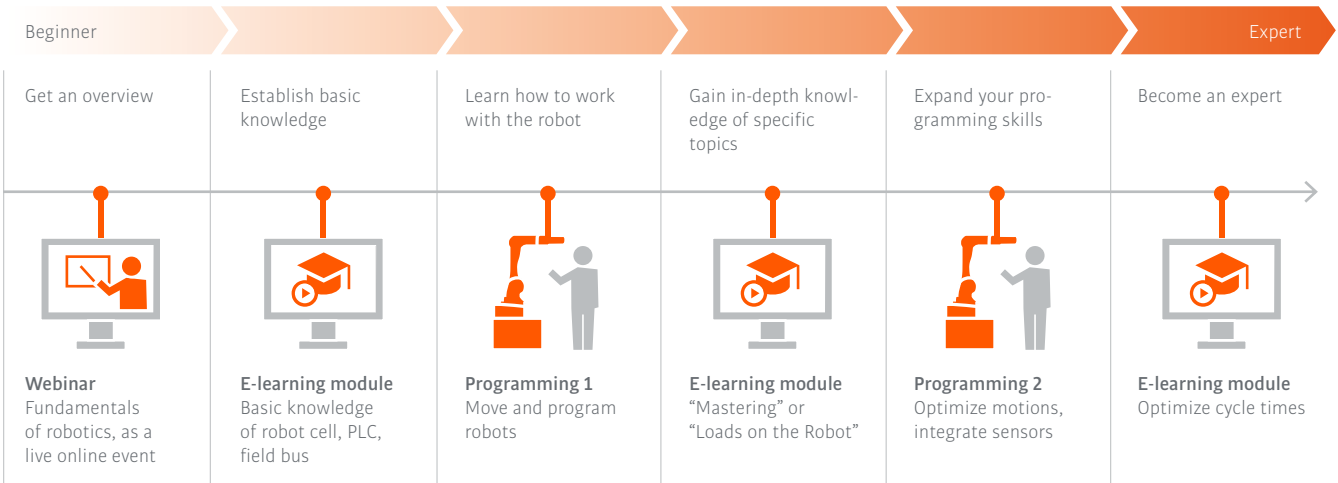 Beginner
Expert
Get an overview
Establish basic
knowledge
Learn how to work
with the robot
Gain in-depth knowl-
edge of specific
topics
Expand your pro-
gramming skills
Become an expert
Webinar
Fundamentals
of robotics, as a
live online event
E-learning module
Basic knowledge
of robot cell, PLC,
field bus
Programming 1
Move and program
robots
E-learning module
“Mastering” or
“Loads on the Robot”
Programming 2
Optimize motions,
integrate sensors
E-learning module
Optimize cycle times